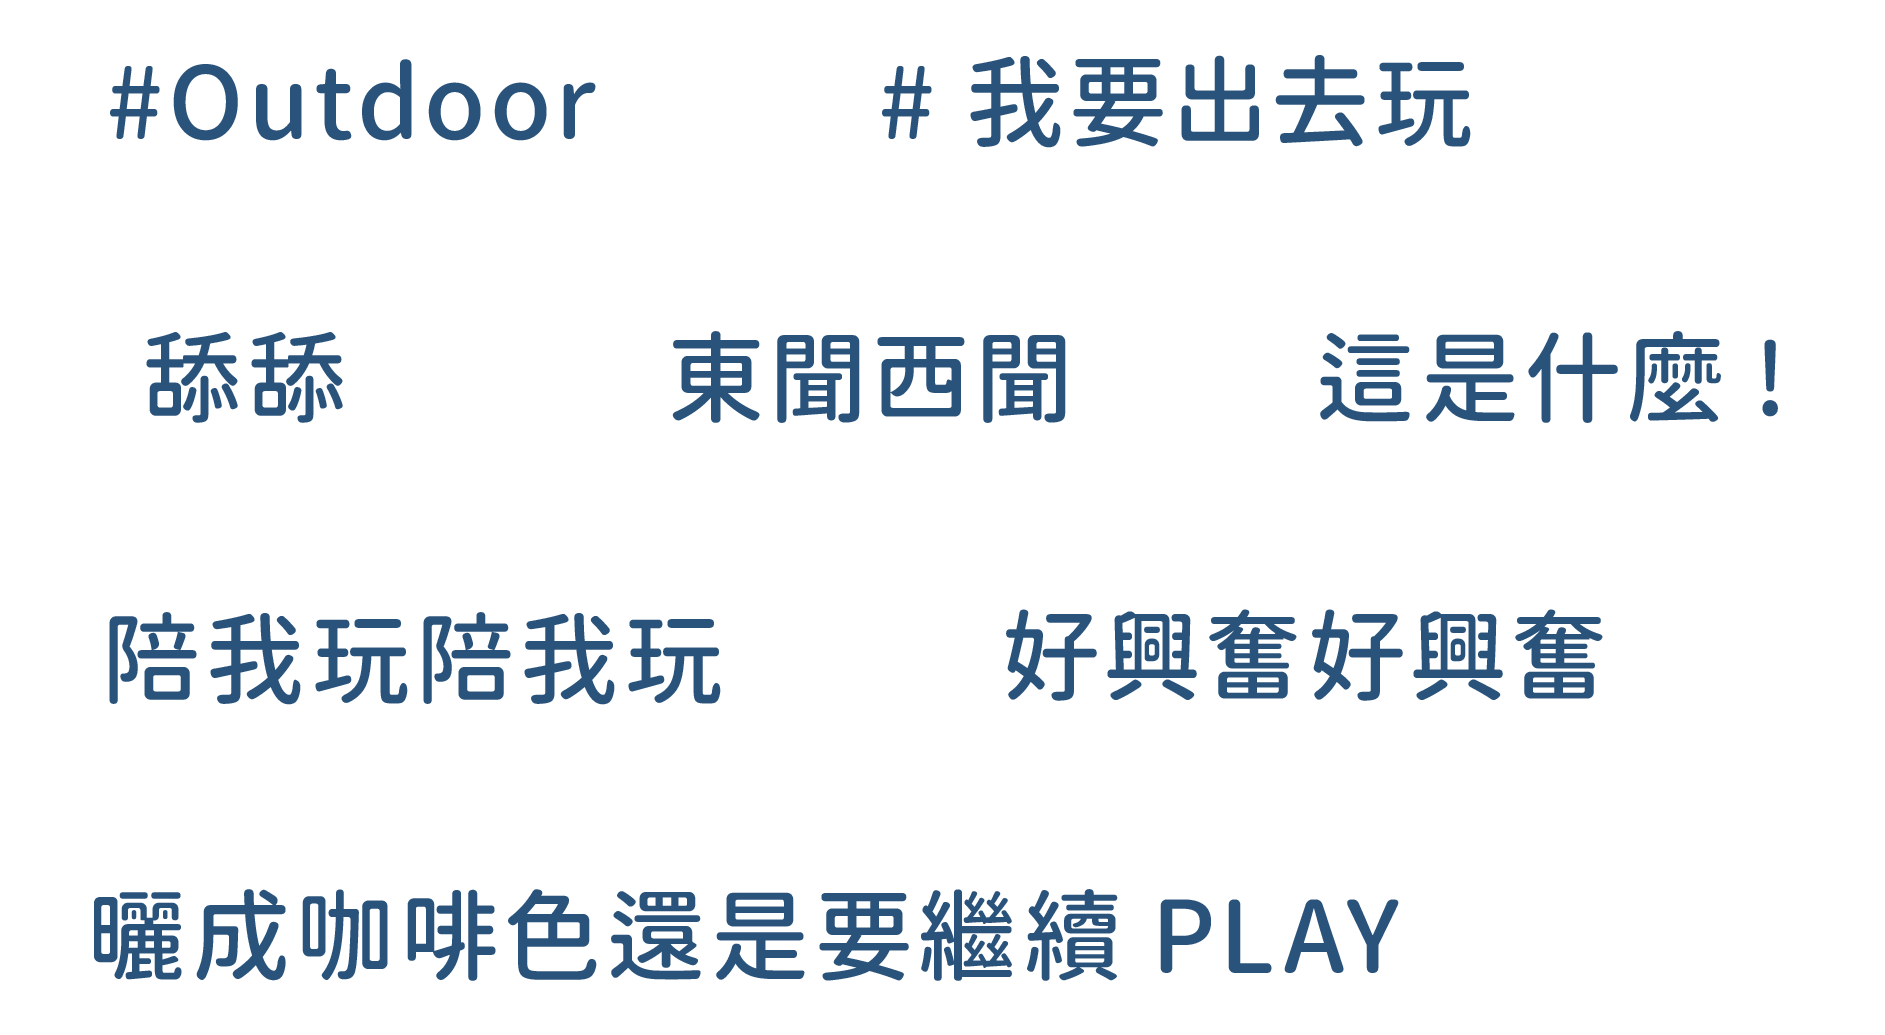 #Outdoor
# 我要出去玩
舔舔
東聞西聞
這是什麼！
陪我玩陪我玩
好興奮好興奮
曬成咖啡色還是要繼續 PLAY